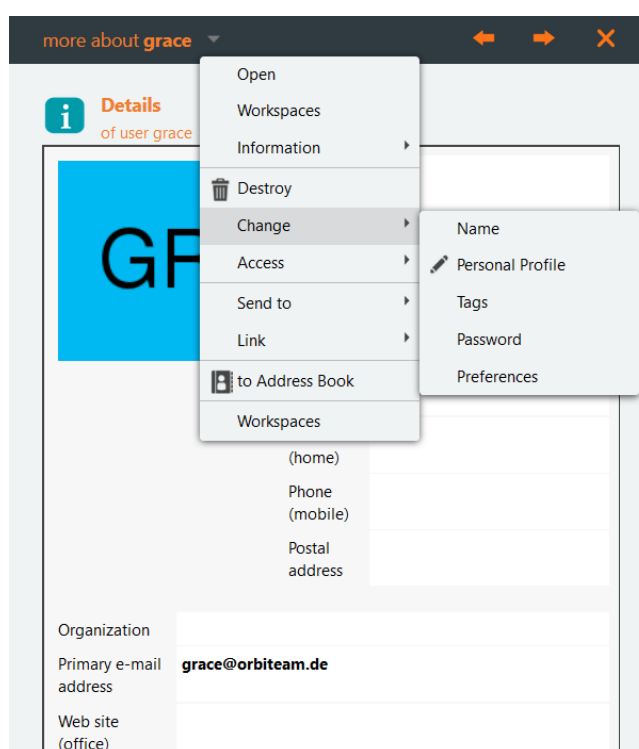 more about grace
Details
of user grace
GR
Open
Workspaces
Information
Destroy
Change
Access
Send to
Link
to Address Book
Workspaces
Name
Personal Profile
Tags
Password
Preferences
(home)
Phone
(mobile)
Postal
address
Organization
Primary e-mail
address
grace@orbiteam.de
Web site
(office)